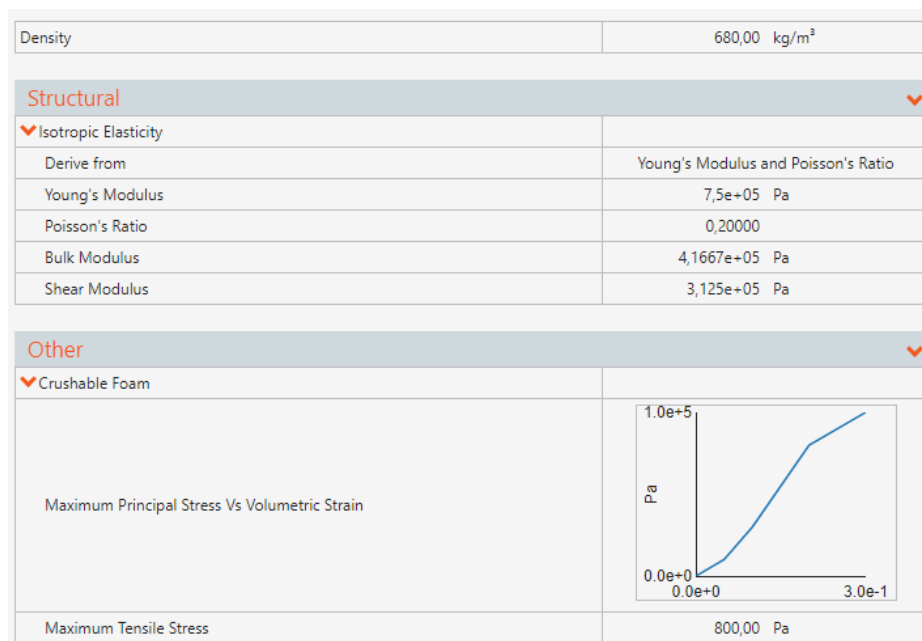 Density 680,00 kg/m³
Structural
Isotropic Elasticity
Derive from Young's Modulus and Poisson's Ratio
Young's Modulus 7,5e+05 Pa
Poisson's Ratio 0,20000
Bulk Modulus 4,1667e+05 Pa
Shear Modulus 3,125e+05 Pa
Other
Crushable Foam
1.0e+5
Pa
Maximum Principal Stress Vs Volumetric Strain
0.0e+0
0.0e+0 3.0e-1
Maximum Tensile Stress 800,00 Pa